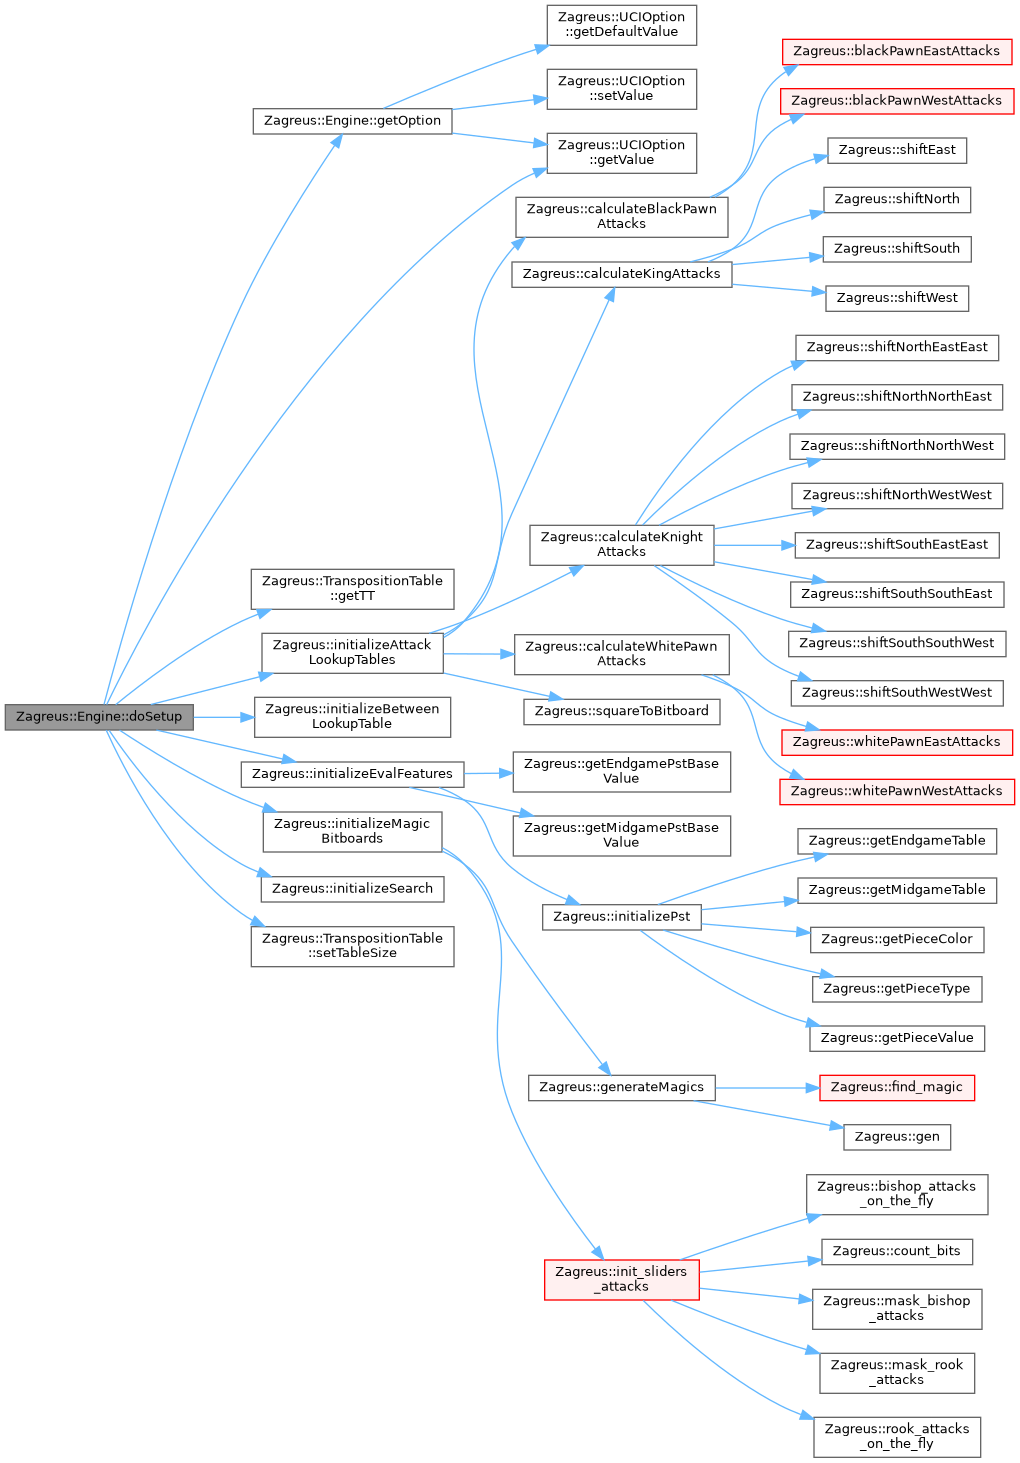 Zagreus::Engine::doSetup
Zagreus::Engine::getOption
Zagreus::TranspositionTable
::getTT
Zagreus::initializeAttack
LookupTables
Zagreus::initializeBetween
LookupTable
Zagreus::initializeEvalFeatures
Zagreus::initializeMagic
Bitboards
Zagreus::initializeSearch
Zagreus::TranspositionTable
::setTableSize
Zagreus::UCIOption
::getDefaultValue
Zagreus::UCIOption
::setValue
Zagreus::UCIOption
::getValue
Zagreus::calculateBlackPawn
Attacks
Zagreus::calculateKingAttacks
Zagreus::calculateKnight
Attacks
Zagreus::calculateWhitePawn
Attacks
Zagreus::squareToBitboard
Zagreus::getEndgamePstBase
Value
Zagreus::getMidgamePstBase
Value
Zagreus::initializePst
Zagreus::generateMagics
Zagreus::init_sliders
_attacks
Zagreus::blackPawnEastAttacks
Zagreus::blackPawnWestAttacks
Zagreus::shiftEast
Zagreus::shiftNorth
Zagreus::shiftSouth
Zagreus::shiftWest
Zagreus::shiftNorthEastEast
Zagreus::shiftNorthNorthEast
Zagreus::shiftNorthNorthWest
Zagreus::shiftNorthWestWest
Zagreus::shiftSouthEastEast
Zagreus::shiftSouthSouthEast
Zagreus::shiftSouthSouthWest
Zagreus::shiftSouthWestWest
Zagreus::whitePawnEastAttacks
Zagreus::whitePawnWestAttacks
Zagreus::getEndgameTable
Zagreus::getMidgameTable
Zagreus::getPieceColor
Zagreus::getPieceType
Zagreus::getPieceValue
Zagreus::find_magic
Zagreus::gen
Zagreus::bishop_attacks
_on_the_fly
Zagreus::count_bits
Zagreus::mask_bishop
_attacks
Zagreus::mask_rook
_attacks
Zagreus::rook_attacks
_on_the_fly